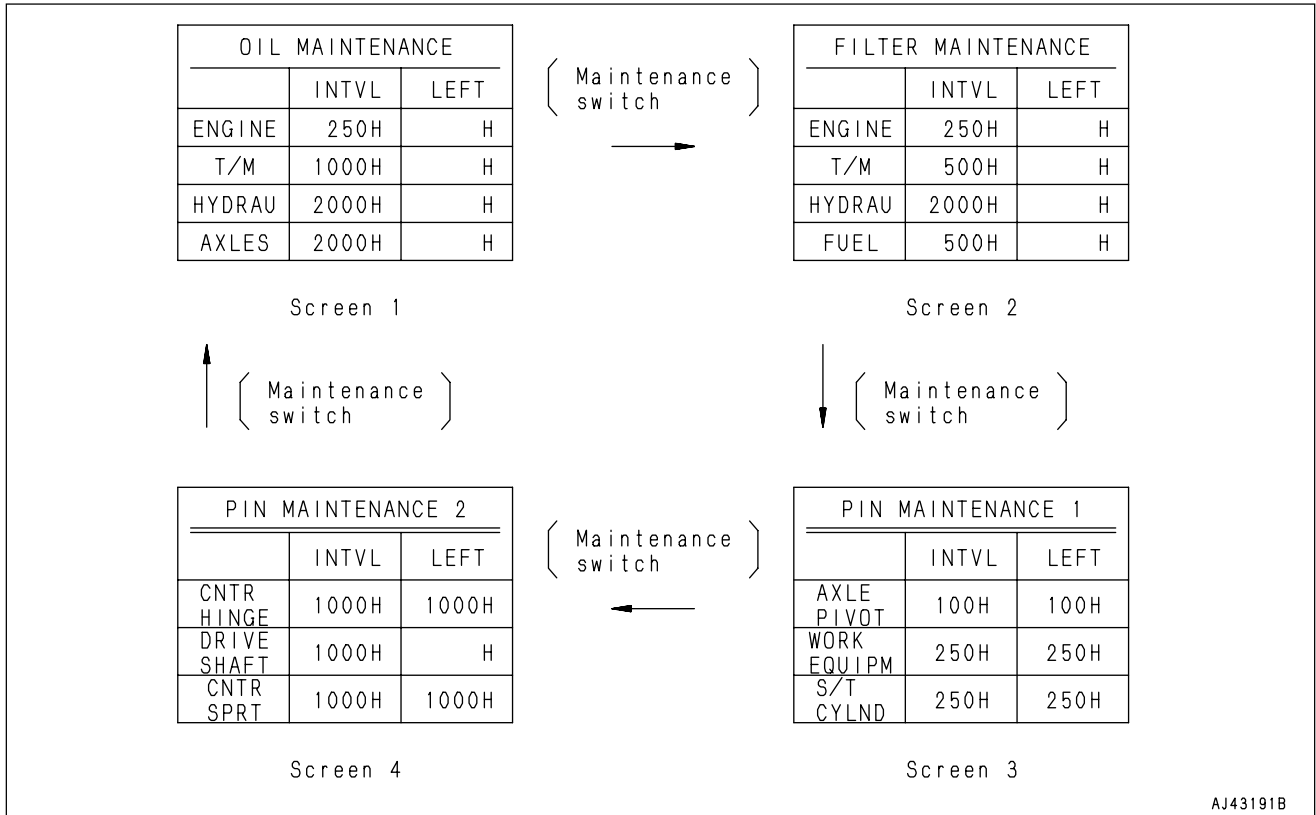 OIL MAINTENANCE
INTVL LEFT
ENGINE 250H H
T/M 1000H H
HYDRAU 2000H H
AXLES 2000H H
Screen 1
( Maintenance
switch )
FILTER MAINTENANCE
INTVL LEFT
ENGINE 250H H
T/M 500H H
HYDRAU 2000H H
FUEL 500H H
Screen 2
( Maintenance
switch )
( Maintenance
switch )
PIN MAINTENANCE 2
INTVL LEFT
CNTR
HINGE 1000H 1000H
DRIVE
SHAFT 1000H H
CNTR
SPRT 1000H 1000H
Screen 4
( Maintenance
switch )
PIN MAINTENANCE 1
INTVL LEFT
AXLE
PIVOT 100H 100H
WORK
EQUIPM 250H 250H
S/T
CYLND 250H 250H
Screen 3
AJ43191B